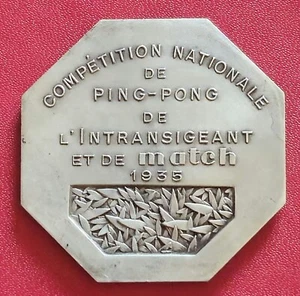 COMPÉTITION NATIONALE
DE
PING-PONG
DE
L'INTRANSIGEANT
ET DE match
1935